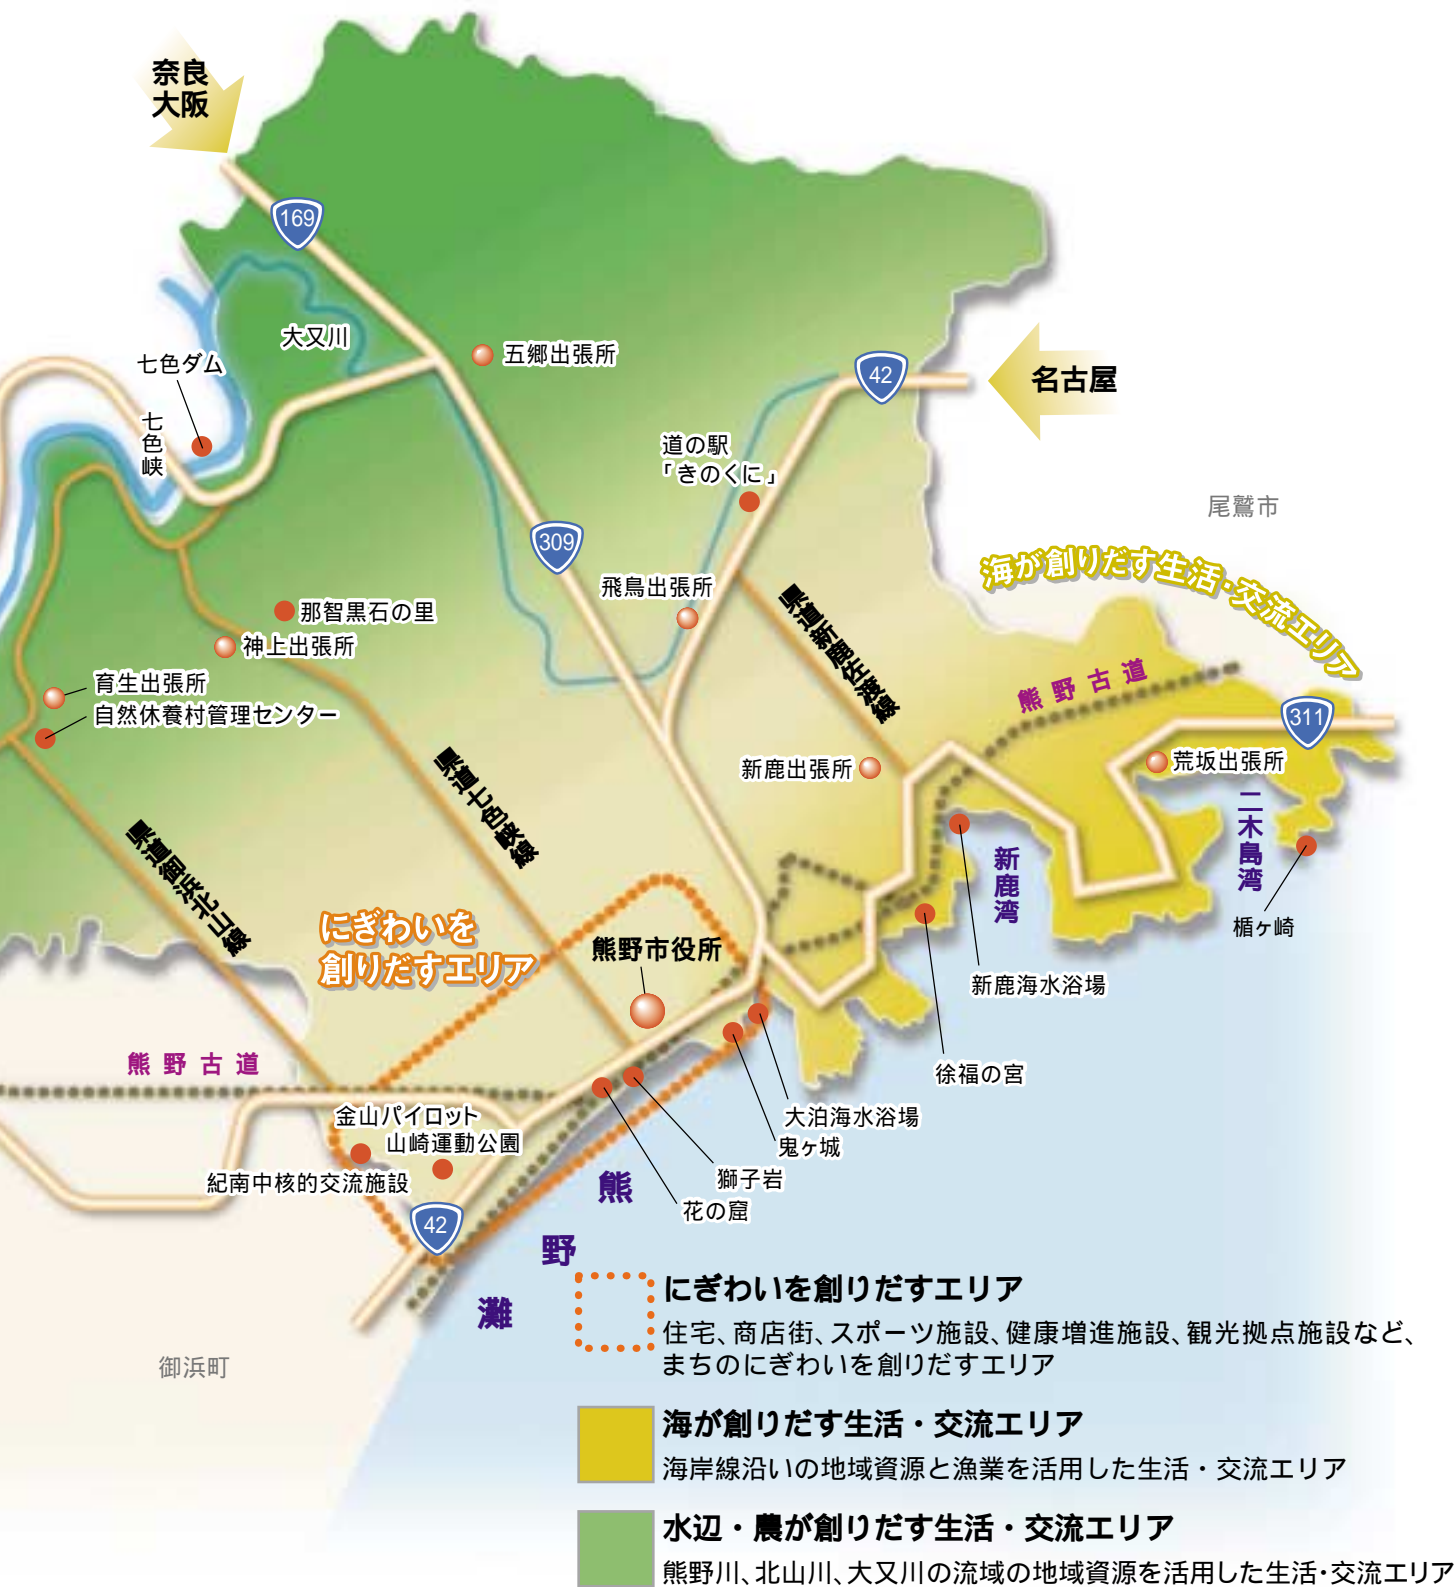 奈良
大阪
169
大又川
七色ダム
七色峡
五郷出張所
42
名古屋
道の駅
「きのくに」
尾鷲市
309
海が創りだす生活・交流エリア
飛鳥出張所
県道新鹿佐渡線
那智黒石の里
神上出張所
育生出張所
自然休養村管理センター
熊野古道
311
新鹿出張所
荒坂出張所
二木島湾
県道七色峡線
県道御浜北山線
新鹿湾
楯ヶ崎
にぎわいを
創りだすエリア
熊野市役所
新鹿海水浴場
熊野古道
徐福の宮
金山パイロット
山崎運動公園
大泊海水浴場
鬼ヶ城
紀南中核的交流施設
獅子岩
花の窟
42
熊野灘
御浜町
にぎわいを創りだすエリア
住宅、商店街、スポーツ施設、健康増進施設、観光拠点施設など、
まちのにぎわいを創りだすエリア
海が創りだす生活・交流エリア
海岸線沿いの地域資源と漁業を活用した生活・交流エリア
水辺・農が創りだす生活・交流エリア
熊野川、北山川、大又川の流域の地域資源を活用した生活・交流エリア